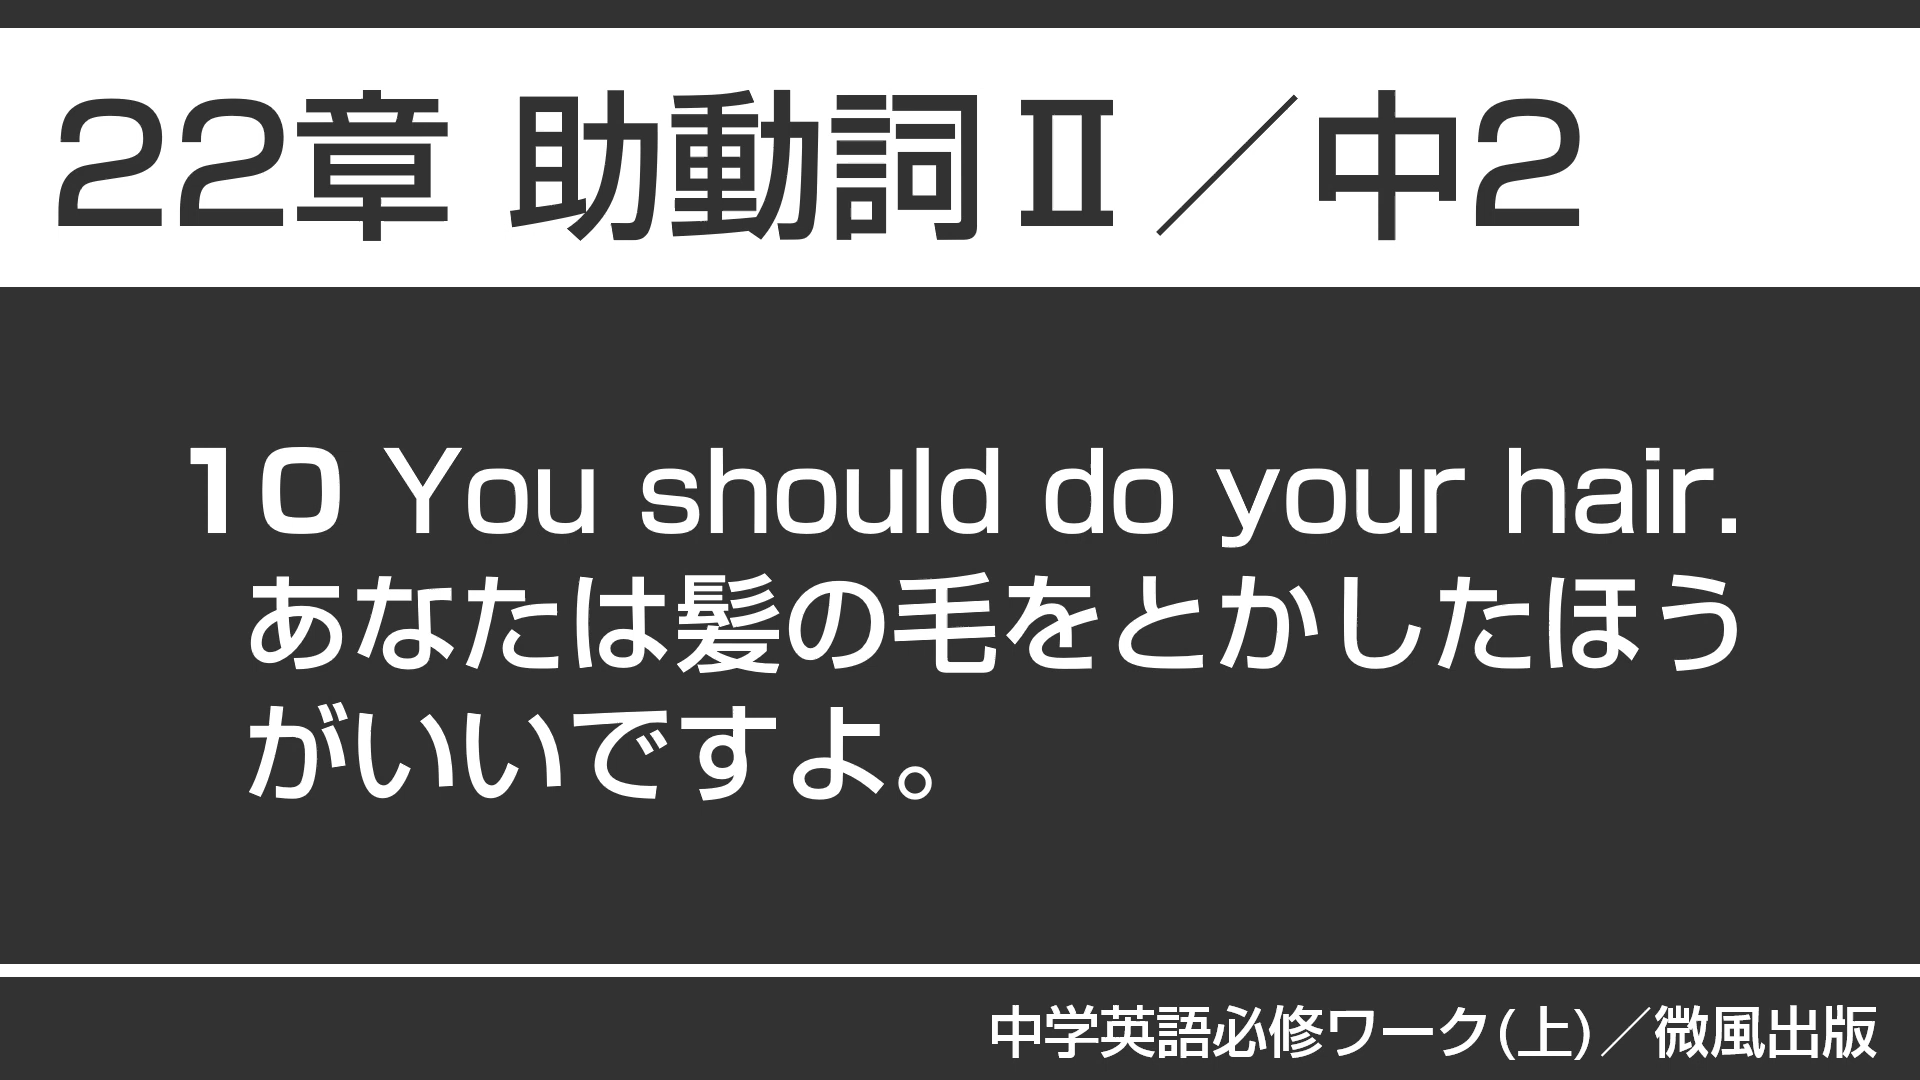 22章 助動詞Ⅱ／中2
10 You should do your hair.
あなたは髪の毛をとかしたほう
がいいですよ。
中学英語必修ワーク(上)／微風出版